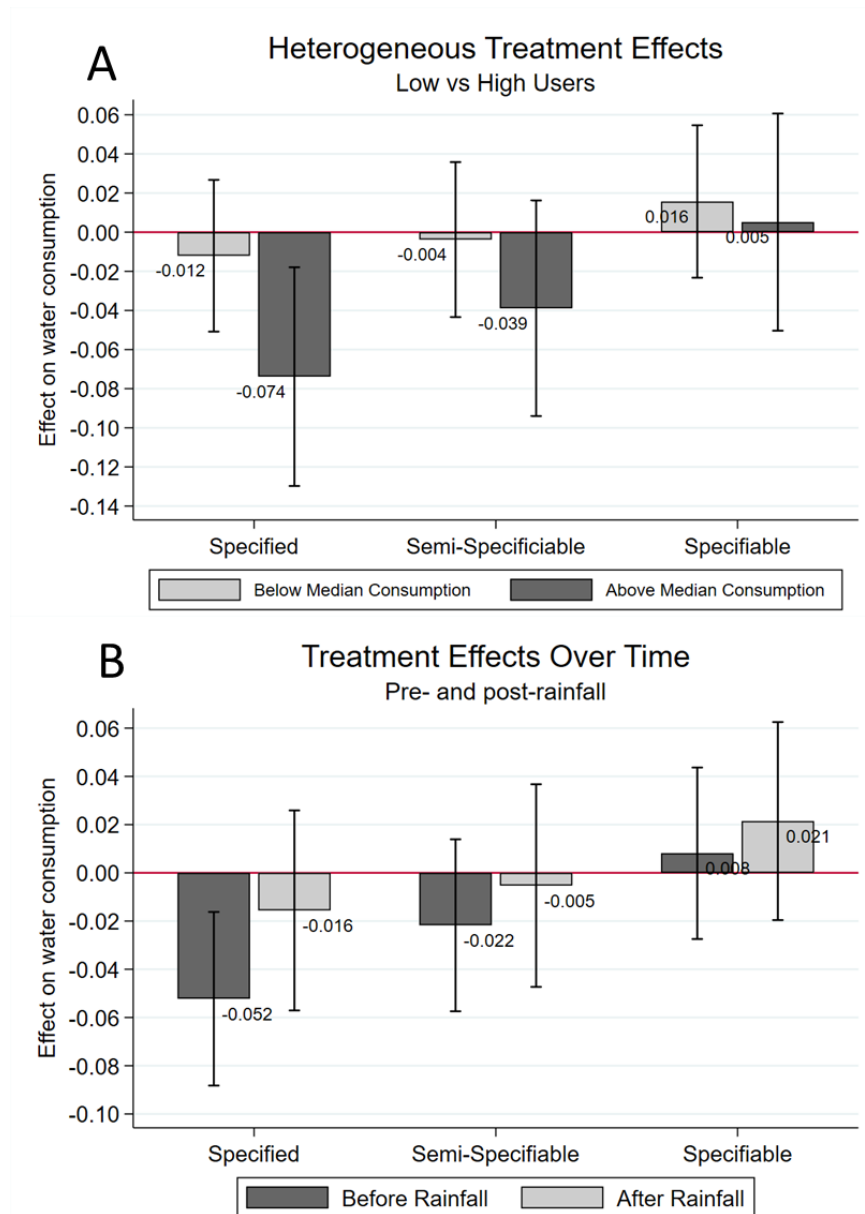 A
Heterogeneous Treatment Effects
Low vs High Users
Effect on water consumption
0.06
0.04
0.02
0.00
-0.02
-0.04
-0.06
-0.08
-0.10
-0.12
-0.14
-0.012
-0.074
-0.004
-0.039
0.016
0.005
Specified
Semi-Specificiable
Specifiable
Below Median Consumption
Above Median Consumption
B
Treatment Effects Over Time
Pre- and post-rainfall
Effect on water consumption
0.06
0.04
0.02
0.00
-0.02
-0.04
-0.06
-0.08
-0.10
-0.052
-0.016
-0.022
-0.005
0.008
0.021
Specified
Semi-Specifiable
Specifiable
Before Rainfall
After Rainfall